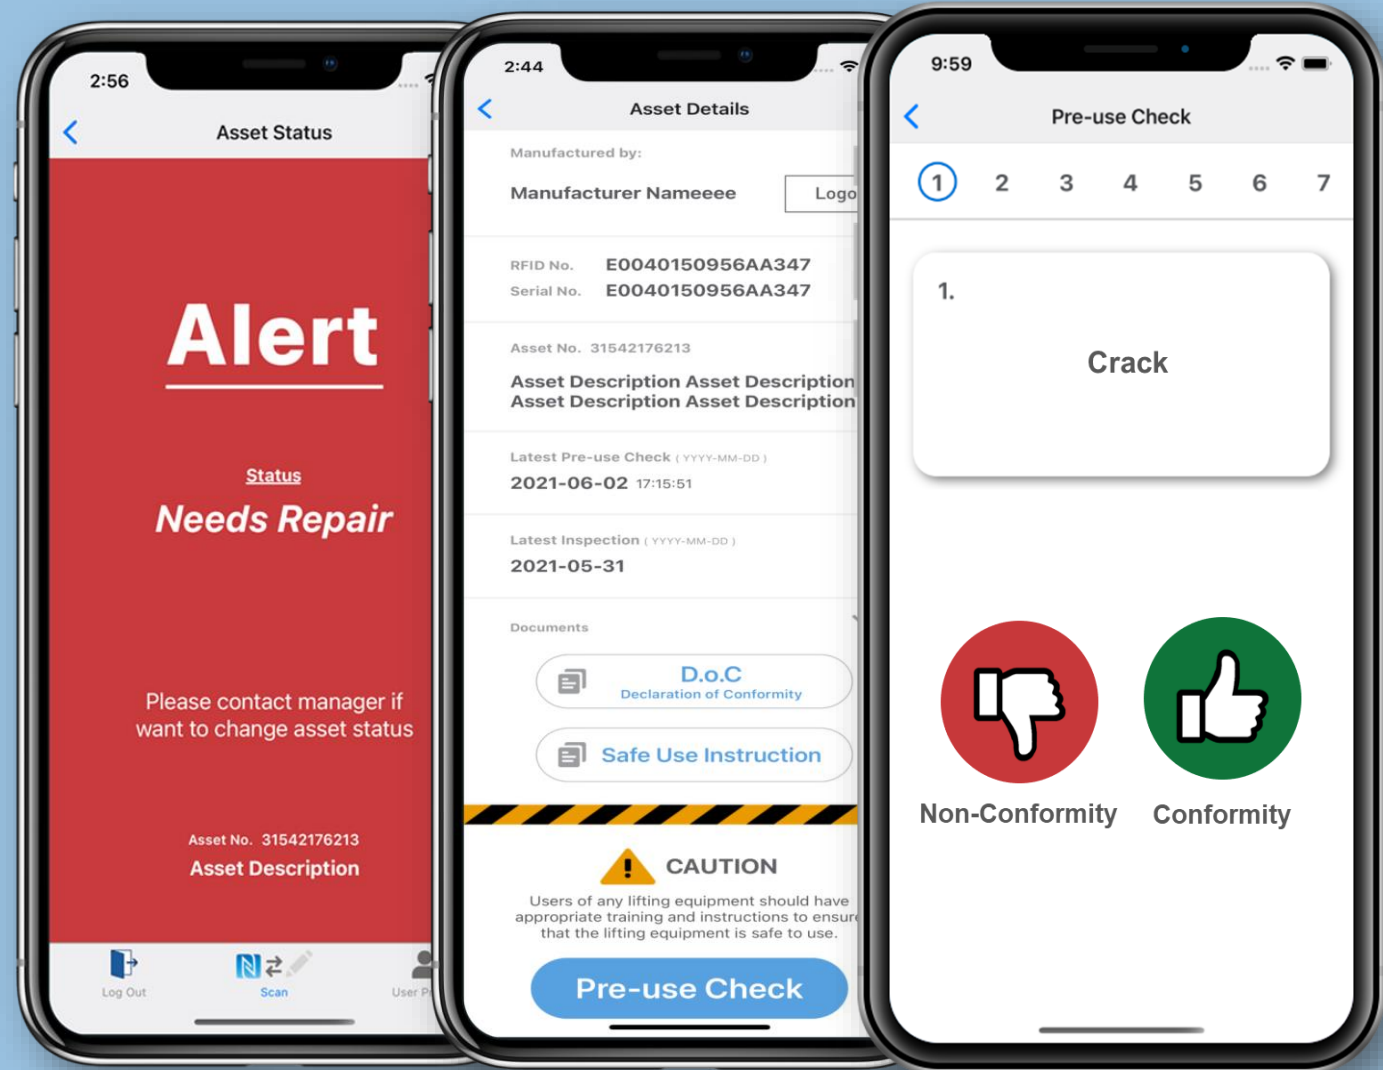 2:56
Asset Status
Alert
Status
Needs Repair
Please contact manager if
want to change asset status
Asset No. 31542176213
Asset Description
Log Out
Scan
User
2:44
Asset Details
Manufactured by:
Manufacturer Nameeee
Logo
RFID No. E0040150956AA347
Serial No. E0040150956AA347
Asset No. 31542176213
Asset Description Asset Description
Asset Description Asset Description
Latest Pre-use Check ( YYYY-MM-DD )
2021-06-02 17:15:51
Latest Inspection ( YYYY-MM-DD )
2021-05-31
Documents
D.o.C
Declaration of Conformity
Safe Use Instruction
CAUTION
Users of any lifting equipment should have
appropriate training and instructions to ensure
that the lifting equipment is safe to use.
Pre-use Check
9:59
Pre-use Check
1 2 3 4 5 6 7
1.
Crack
Non-Conformity
Conformity